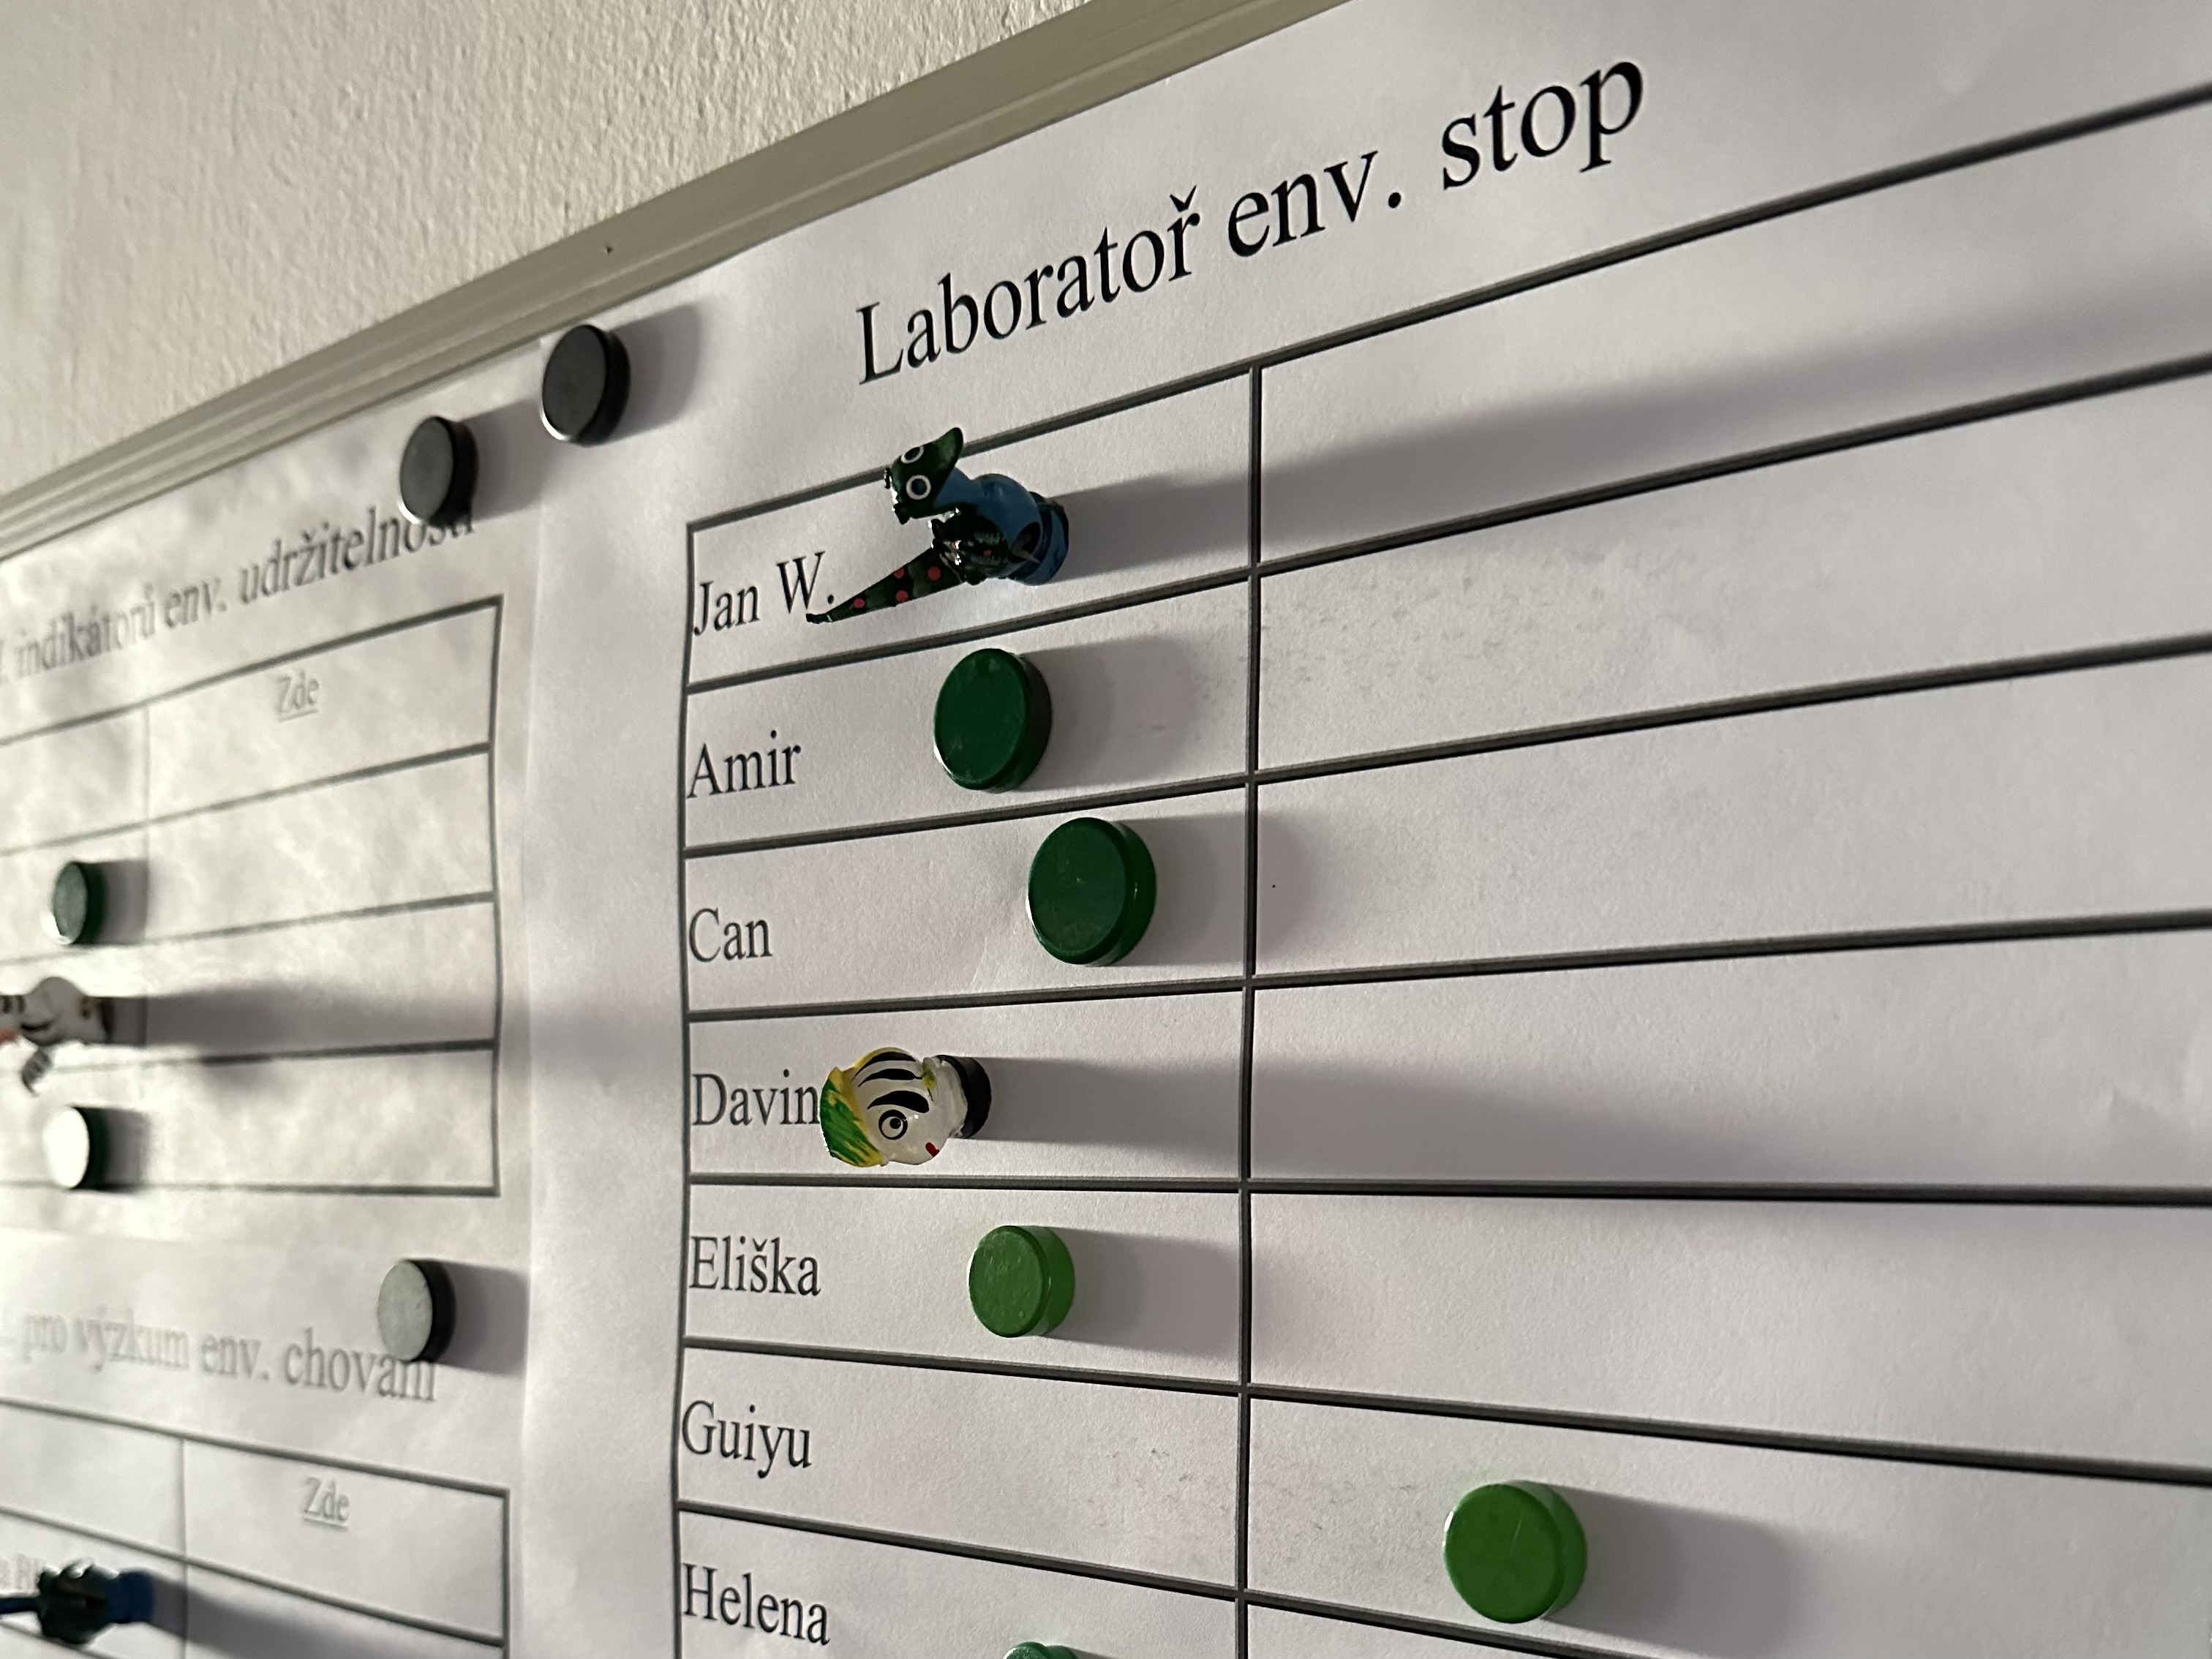 indikátorů env. udržitelnosti
Zde
pro výzkum env. chování
Zde
Laboratoř env. stop
Jan W.
Amir
Can
Davin
Eliška
Guiyu
Helena